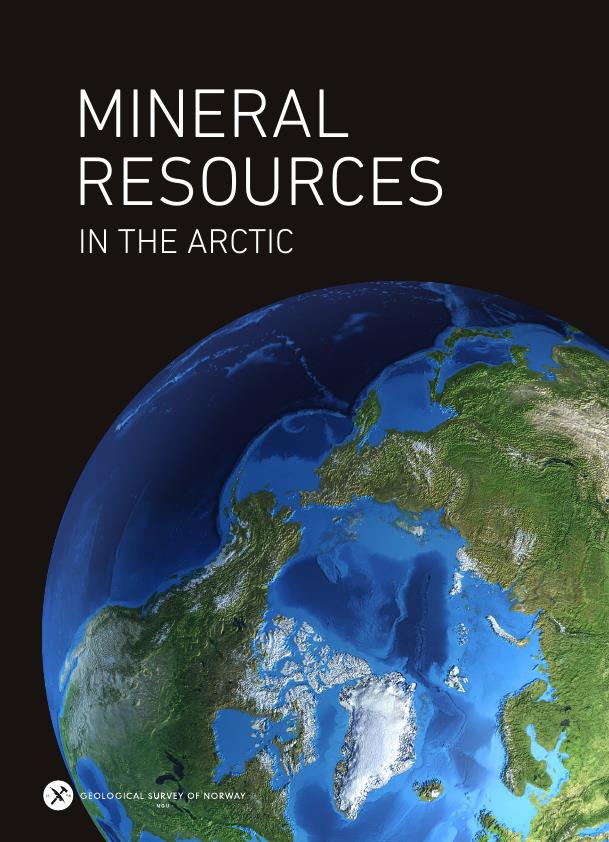 MINERAL
RESOURCES
IN THE ARCTIC
GEOLOGICAL SURVEY OF NORWAY
NGU